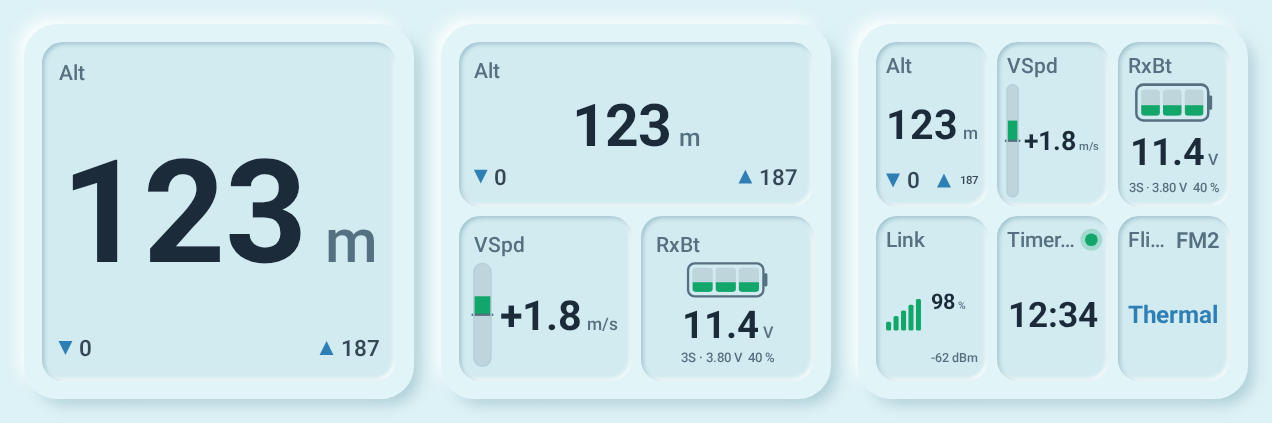 Alt
123 m
▼ 0 ▲ 187
Alt
123 m
▼ 0 ▲ 187
VSpd
+1.8 m/s
RxBt
11.4 V
3S · 3.80 V 40 %
Alt
123 m
▼ 0 ▲ 187
VSpd
+1.8 m/s
RxBt
11.4 V
3S · 3.80 V 40 %
Link
98 %
-62 dBm
Timer...
12:34
Fli... FM2
Thermal